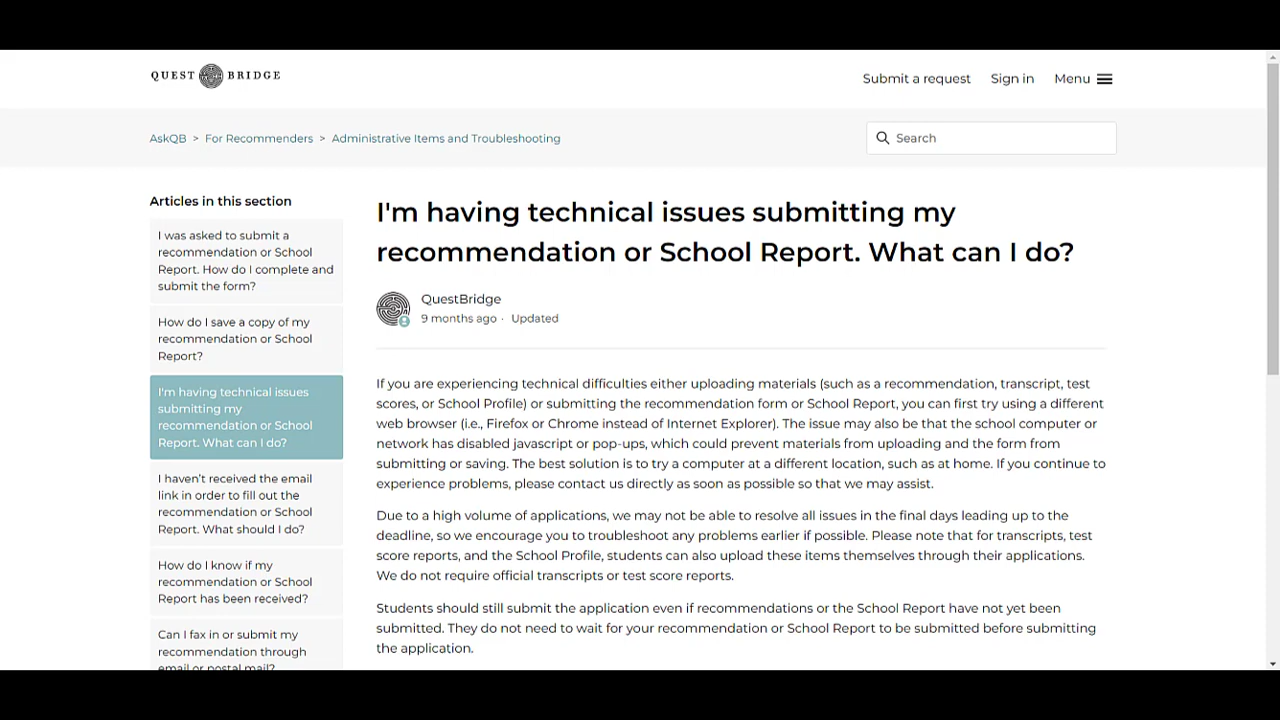 QUEST BRIDGE
Submit a request Sign in Menu
AskQB > For Recommenders > Administrative Items and Troubleshooting
Search
Articles in this section
I was asked to submit a
recommendation or School
Report. How do I complete and
submit the form?
How do I save a copy of my
recommendation or School
Report?
I'm having technical issues
submitting my
recommendation or School
Report. What can I do?
I haven't received the email
link in order to fill out the
recommendation or School
Report. What should I do?
How do I know if my
recommendation or School
Report has been received?
Can I fax in or submit my
recommendation through
email or postal mail?
I'm having technical issues submitting my
recommendation or School Report. What can I do?
QuestBridge
9 months ago · Updated
If you are experiencing technical difficulties either uploading materials (such as a recommendation, transcript, test
scores, or School Profile) or submitting the recommendation form or School Report, you can first try using a different
web browser (i.e., Firefox or Chrome instead of Internet Explorer). The issue may also be that the school computer or
network has disabled javascript or pop-ups, which could prevent materials from uploading and the form from
submitting or saving. The best solution is to try a computer at a different location, such as at home. If you continue to
experience problems, please contact us directly as soon as possible so that we may assist.
Due to a high volume of applications, we may not be able to resolve all issues in the final days leading up to the
deadline, so we encourage you to troubleshoot any problems earlier if possible. Please note that for transcripts, test
score reports, and the School Profile, students can also upload these items themselves through their applications.
We do not require official transcripts or test score reports.
Students should still submit the application even if recommendations or the School Report have not yet been
submitted. They do not need to wait for your recommendation or School Report to be submitted before submitting
the application.